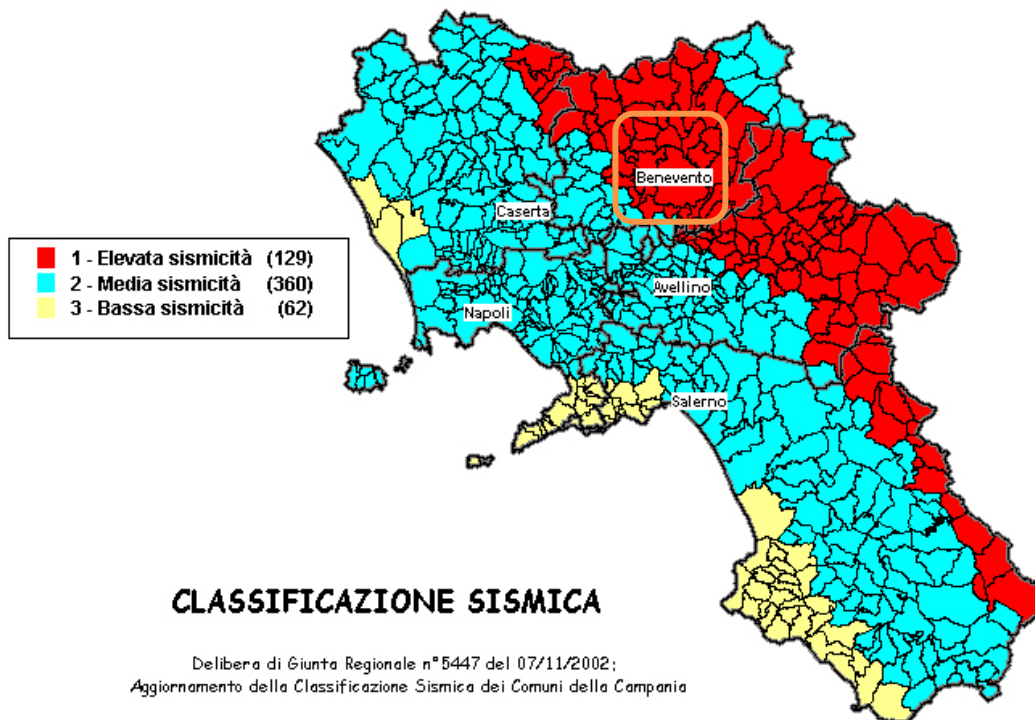 Benevento
Caserta
1 - Elevata sismicità (129)
2 - Media sismicità (360)
3 - Bassa sismicità (62)
Avellino
Napoli
Salerno
CLASSIFICAZIONE SISMICA
Delibera di Giunta Regionale n°5447 del 07/11/2002;
Aggiornamento della Classificazione Sismica dei Comuni della Campania